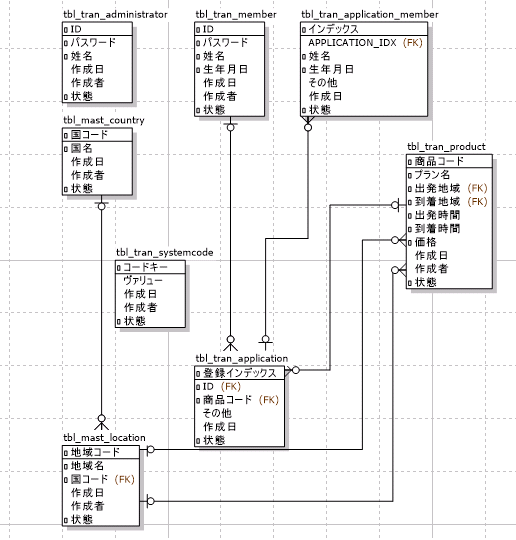 tbl_tran_administrator
ID
パスワード
姓名
作成日
作成者
状態
tbl_tran_member
ID
パスワード
姓名
生年月日
作成日
作成者
状態
tbl_tran_application_member
インデックス
APPLICATION_IDX (FK)
姓名
生年月日
その他
作成日
状態
tbl_mast_country
国コード
国名
作成日
作成者
状態
tbl_tran_product
商品コード
プラン名
出発地域 (FK)
到着地域 (FK)
出発時間
到着時間
価格
作成日
作成者
状態
tbl_tran_systemcode
コードキー
ヴァリュー
作成日
作成者
状態
tbl_tran_application
登録インデックス
ID (FK)
商品コード (FK)
その他
作成日
状態
tbl_mast_location
地域コード
地域名
国コード (FK)
作成日
作成者
状態